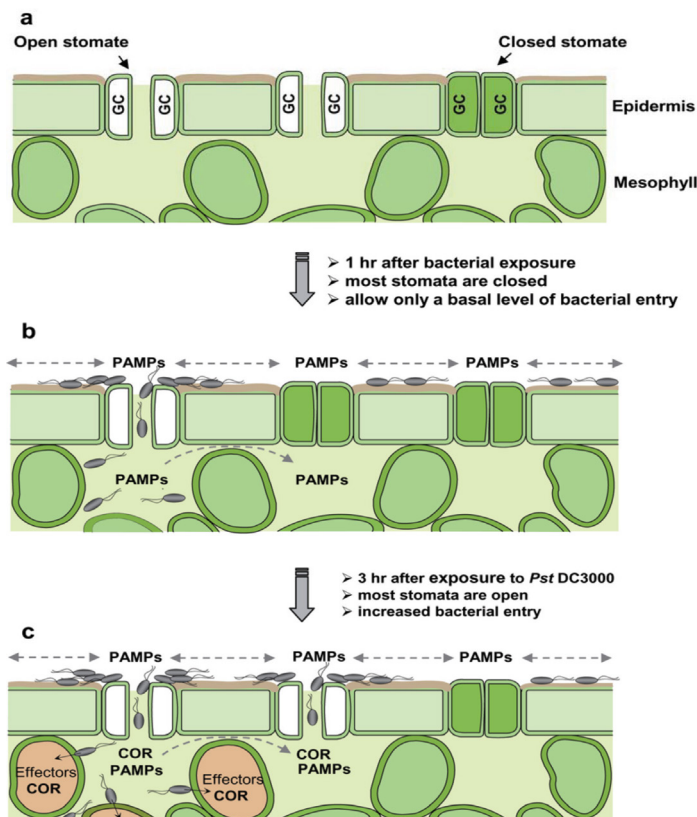 a
Open stomate
Closed stomate
GC GC GC GC GC GC
Epidermis
Mesophyll
➢ 1 hr after bacterial exposure
➢ most stomata are closed
➢ allow only a basal level of bacterial entry
b
PAMPs PAMPs PAMPs
PAMPs PAMPs
➢ 3 hr after exposure to Pst DC3000
➢ most stomata are open
➢ increased bacterial entry
c
PAMPs PAMPs PAMPs
COR COR
PAMPs PAMPs
Effectors Effectors
COR COR